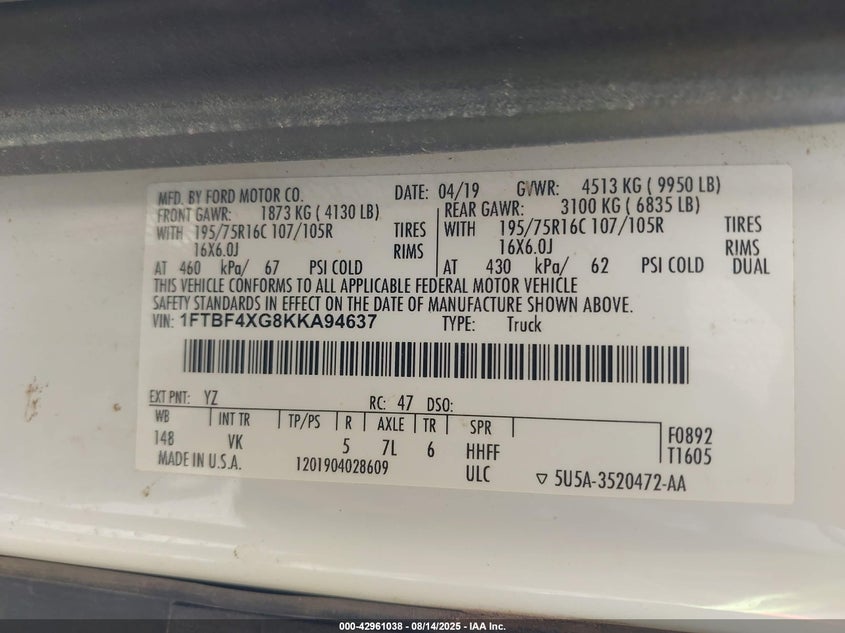 MFD. BY FORD MOTOR CO. DATE: 04/19 GVWR: 4513 KG ( 9950 LB)
FRONT GAWR: 1873 KG ( 4130 LB) REAR GAWR: 3100 KG ( 6835 LB)
WITH 195/75R16C 107/105R TIRES WITH 195/75R16C 107/105R TIRES
16X6.0J RIMS 16X6.0J RIMS
AT 460 kPa/ 67 PSI COLD AT 430 kPa/ 62 PSI COLD DUAL
THIS VEHICLE CONFORMS TO ALL APPLICABLE FEDERAL MOTOR VEHICLE
SAFETY STANDARDS IN EFFECT ON THE DATE OF MANUFACTURE SHOWN ABOVE.
VIN: 1FTBF4XG8KKA94637 TYPE: Truck
EXT PNT: YZ RC: 47 DSO:
WB INT TR TP/PS R AXLE TR SPR F0892
148 VK 5 7L 6 HHFF T1605
MADE IN U.S.A. 1201904028609 ULC ▽ 5U5A-3520472-AA
000-42961038 - 08/14/2025 - IAA Inc.